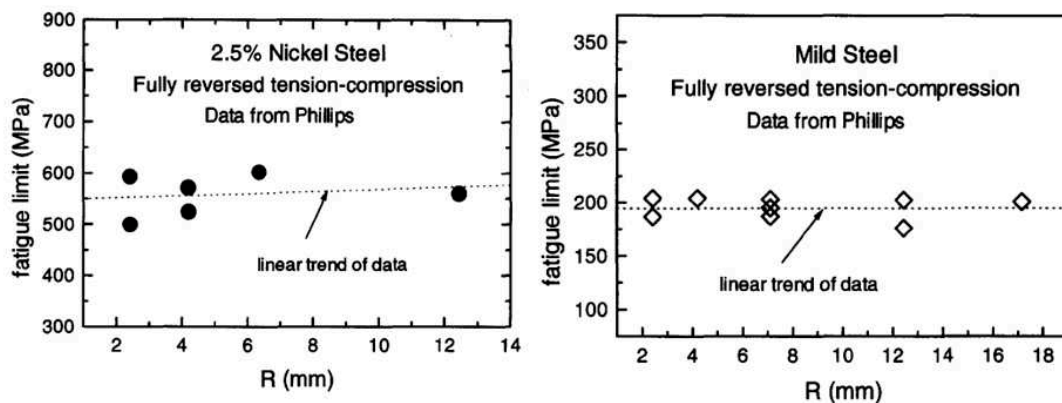 900
800
700
600
500
400
300
fatigue limit (MPa)
2.5% Nickel Steel
Fully reversed tension-compression
Data from Phillips
linear trend of data
2 4 6 8 10 12 14
R (mm)
350
300
250
200
150
100
fatigue limit (MPa)
Mild Steel
Fully reversed tension-compression
Data from Phillips
linear trend of data
2 4 6 8 10 12 14 16 18
R (mm)